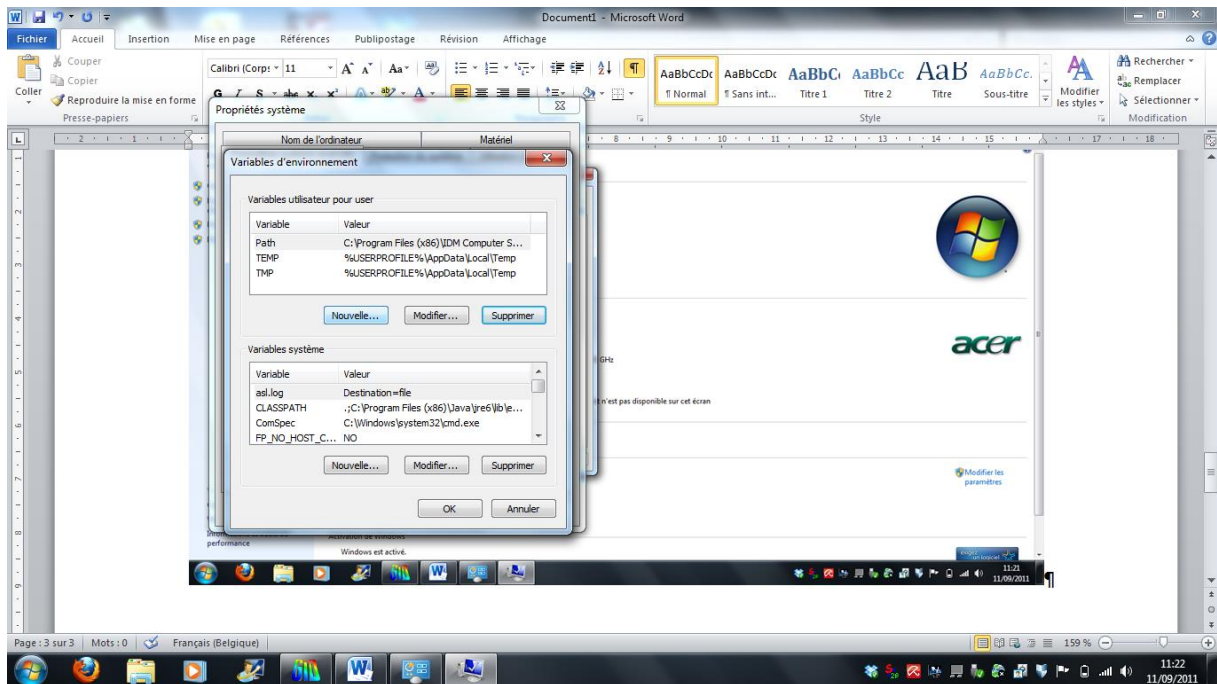 Document1 - Microsoft Word
Fichier Accueil Insertion Mise en page Références Publipostage Révision Affichage
Couper
Copier
Reproduire la mise en forme
Coller
Presse-papiers
Calibri (Corp: 11
AaBbCcDc AaBbCcDc AaBbC AaBbCc AaB AaBbCc.
¶ Normal ¶ Sans int... Titre 1 Titre 2 Titre Sous-titre
Style
Modifier
les styles
Rechercher
Remplacer
Sélectionner
Modification
Propriétés système
Nom de l'ordinateur Matériel
Variables d'environnement
Variables utilisateur pour user
Variable Valeur
Path C:\Program Files (x86)\IDM Computer S...
TEMP %USERPROFILE%\AppData\Local\Temp
TMP %USERPROFILE%\AppData\Local\Temp
Nouvelle... Modifier... Supprimer
Variables système
Variable Valeur
asl.log Destination=file
CLASSPATH .;C:\Program Files (x86)\Java\jre6\lib\e...
ComSpec C:\Windows\system32\cmd.exe
FP_NO_HOST_C... NO
Nouvelle... Modifier... Supprimer
OK Annuler
acer
GHz
n'est pas disponible sur cet écran
Modifier les
paramètres
performance
Windows est activé.
11:21
11/09/2011
Page : 3 sur 3 Mots : 0 Français (Belgique) 159 %
11:22
11/09/2011